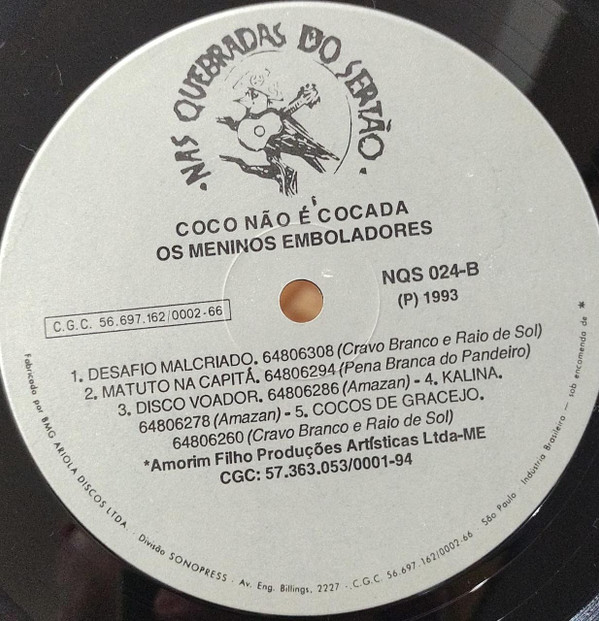 NAS QUEBRADAS DO SERTÃO.
COCO NÃO É COCADA
OS MENINOS EMBOLADORES
NQS 024-B
(P) 1993
C.G.C. 56.697.162/0002-66
1. DESAFIO MALCRIADO. 64806308 (Cravo Branco e Raio de Sol)
2. MATUTO NA CAPITÁ. 64806294 (Pena Branca do Pandeiro)
3. DISCO VOADOR. 64806286 (Amazan) - 4. KALINA.
64806278 (Amazan) - 5. COCOS DE GRACEJO.
64806260 (Cravo Branco e Raio de Sol)
*Amorim Filho Produções Artísticas Ltda-ME
CGC: 57.363.053/0001-94
Fabricado por BMG ARIOLA DISCOS LTDA. - Divisão SONOPRESS - Av. Eng. Billings, 2227 - C.G.C. 56.697.162/0002-66 São Paulo - Indústria Brasileira — sob encomenda de *